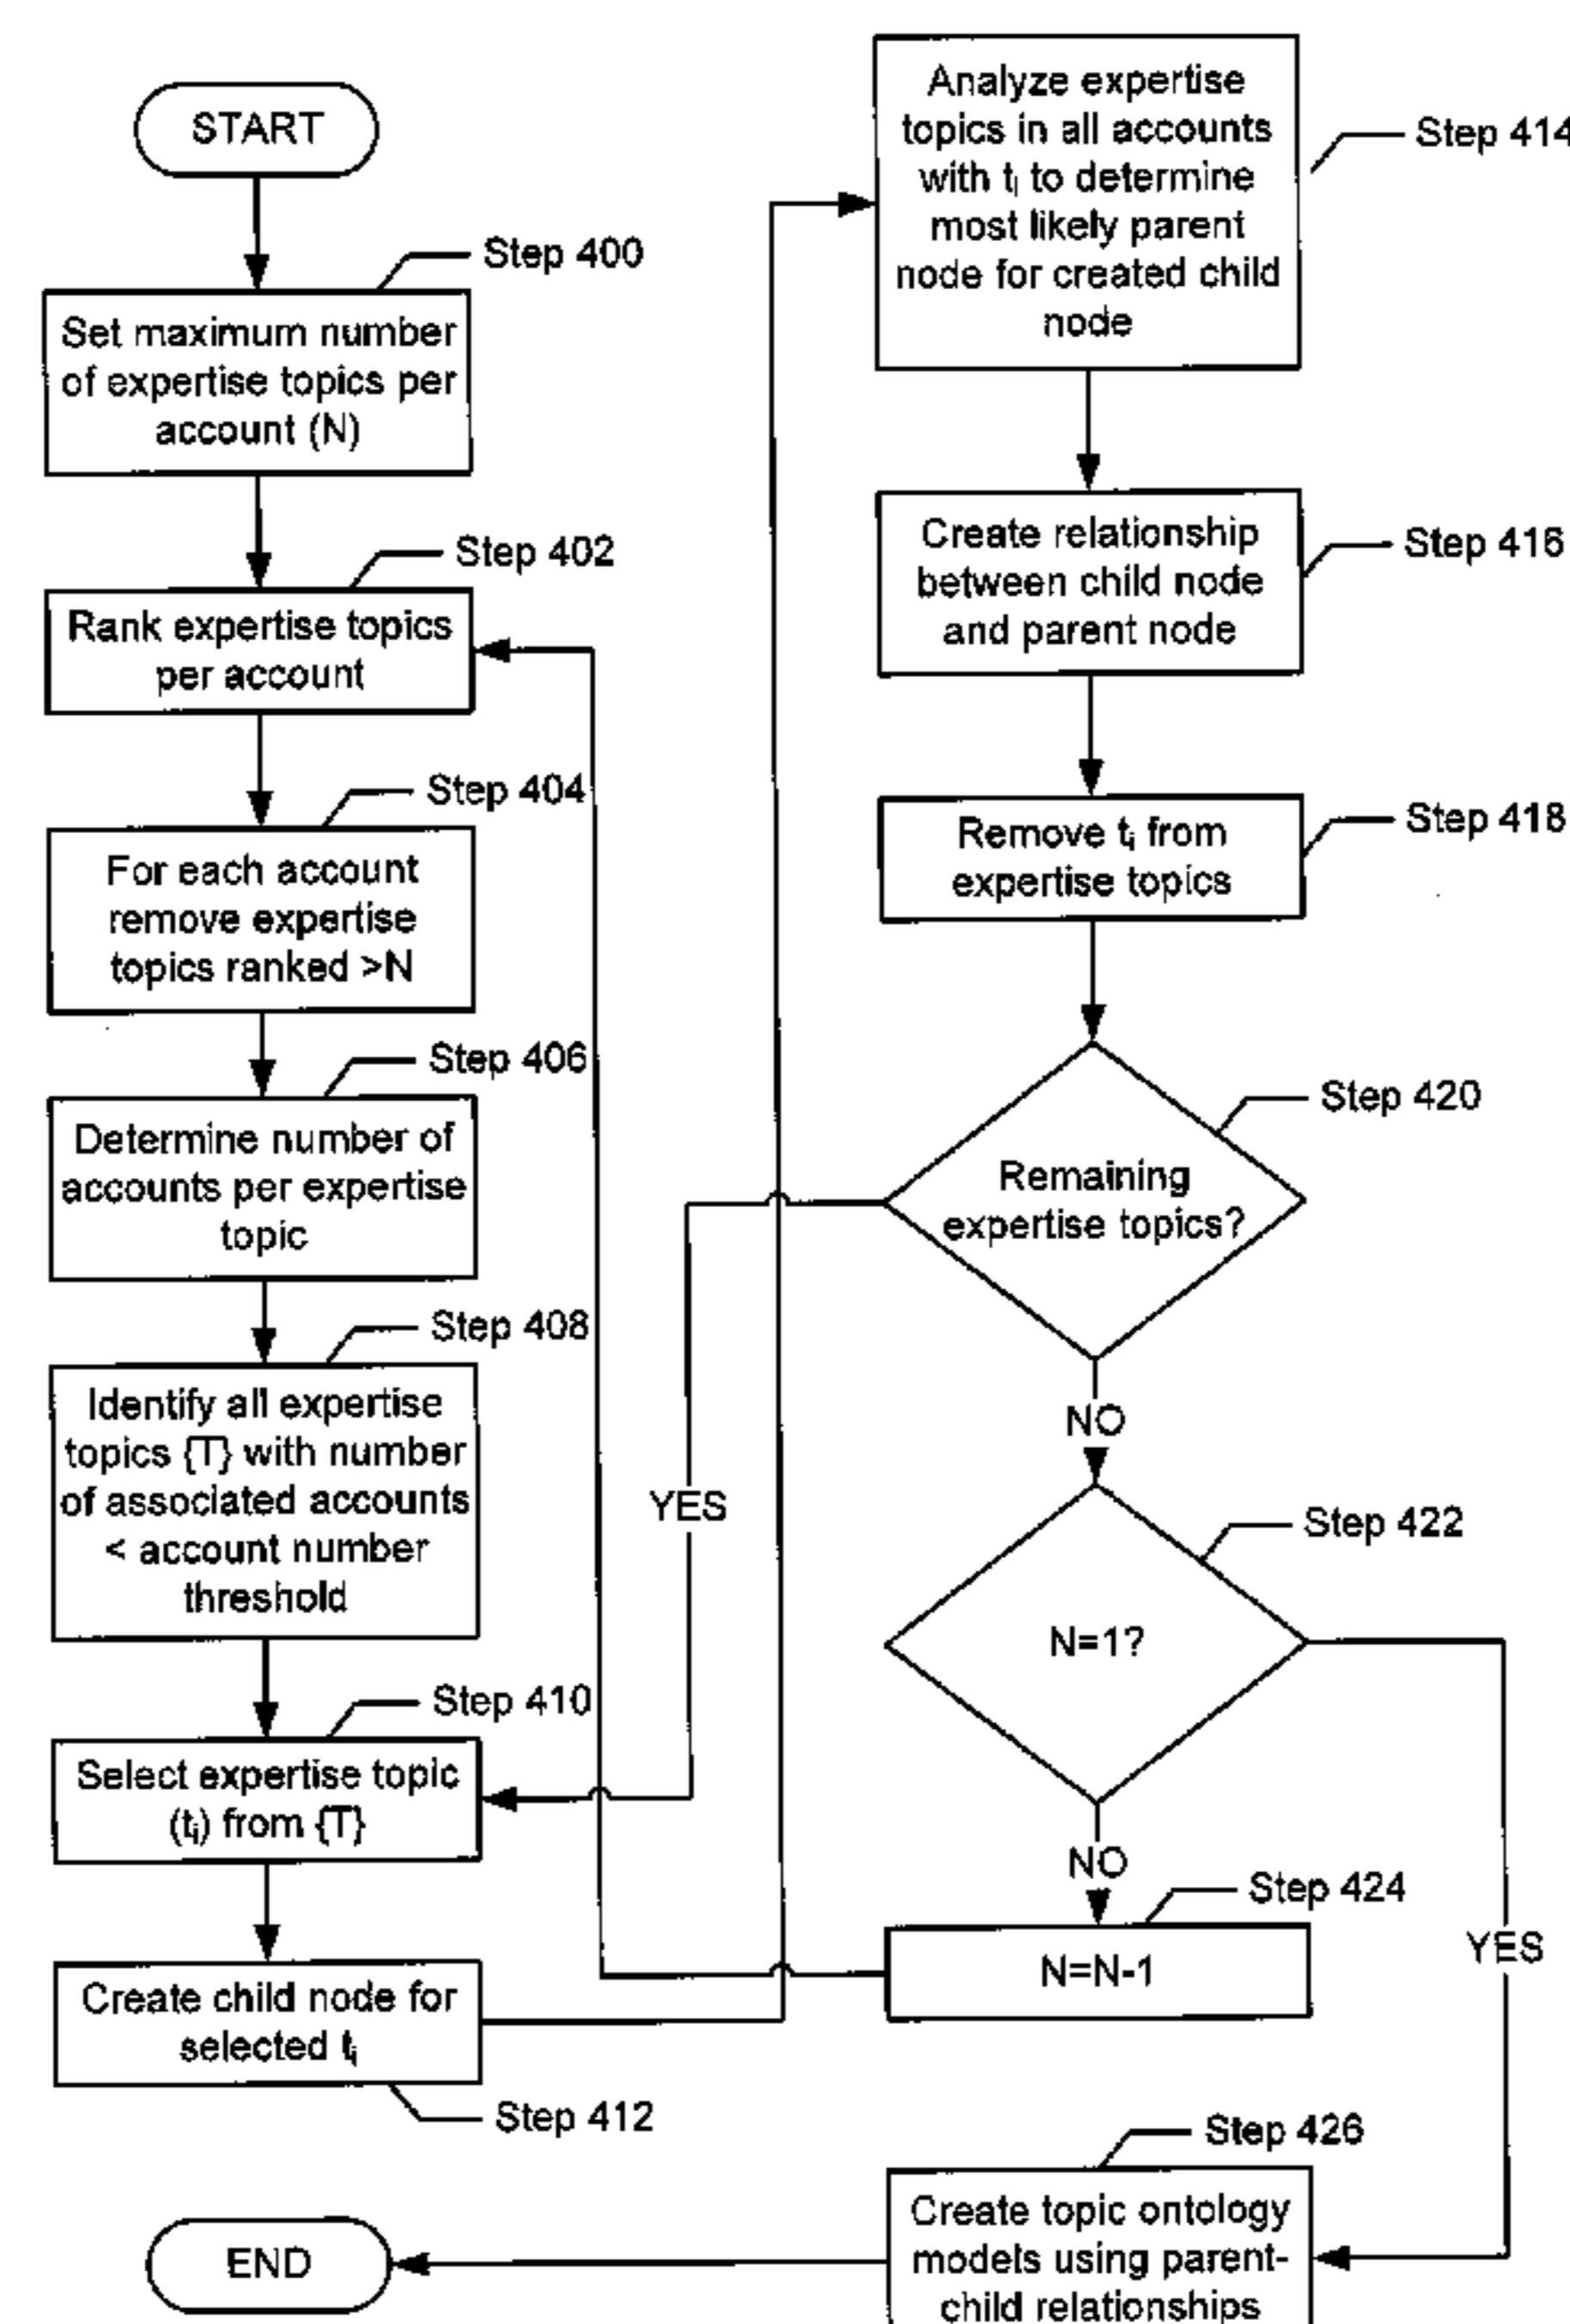 START
Step 400
Set maximum number
of expertise topics per
account (N)
Step 402
Rank expertise topics
per account
Step 404
For each account
remove expertise
topics ranked >N
Step 406
Determine number of
accounts per expertise
topic
Step 408
Identify all expertise
topics {T} with number
of associated accounts
< account number
threshold
Step 410
Select expertise topic
(tᵢ) from {T}
Create child node for
selected tᵢ
Step 412
Analyze expertise
topics in all accounts
with tᵢ to determine
most likely parent
node for created child
node
Step 414
Create relationship
between child node
and parent node
Step 416
Remove tᵢ from
expertise topics
Step 418
Step 420
Remaining
expertise topics?
YES
NO
Step 422
N=1?
NO
YES
Step 424
N=N-1
Step 426
Create topic ontology
models using parent-
child relationships
END